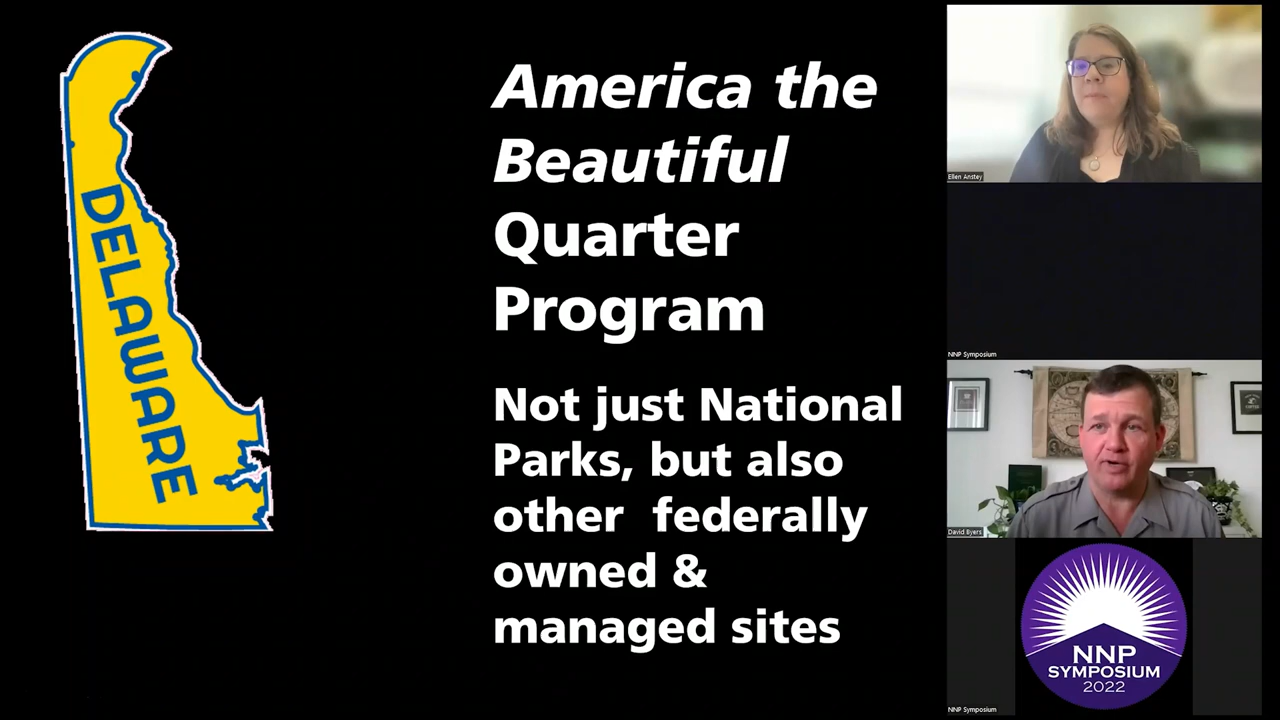 DELAWARE
America the
Beautiful
Quarter
Program
Not just National
Parks, but also
other federally
owned &
managed sites
Ellen Anstey
NNP Symposium
David Byers
NNP
SYMPOSIUM
2022
NNP Symposium